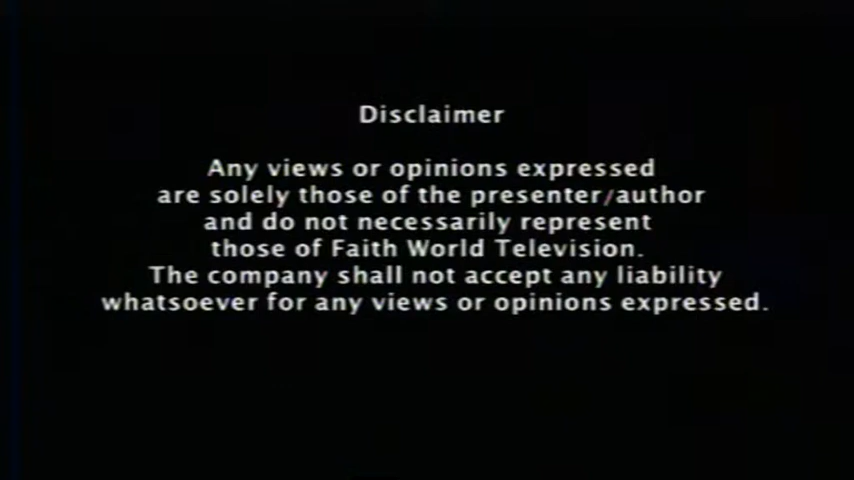 Disclaimer
Any views or opinions expressed
are solely those of the presenter/author
and do not necessarily represent
those of Faith World Television.
The company shall not accept any liability
whatsoever for any views or opinions expressed.